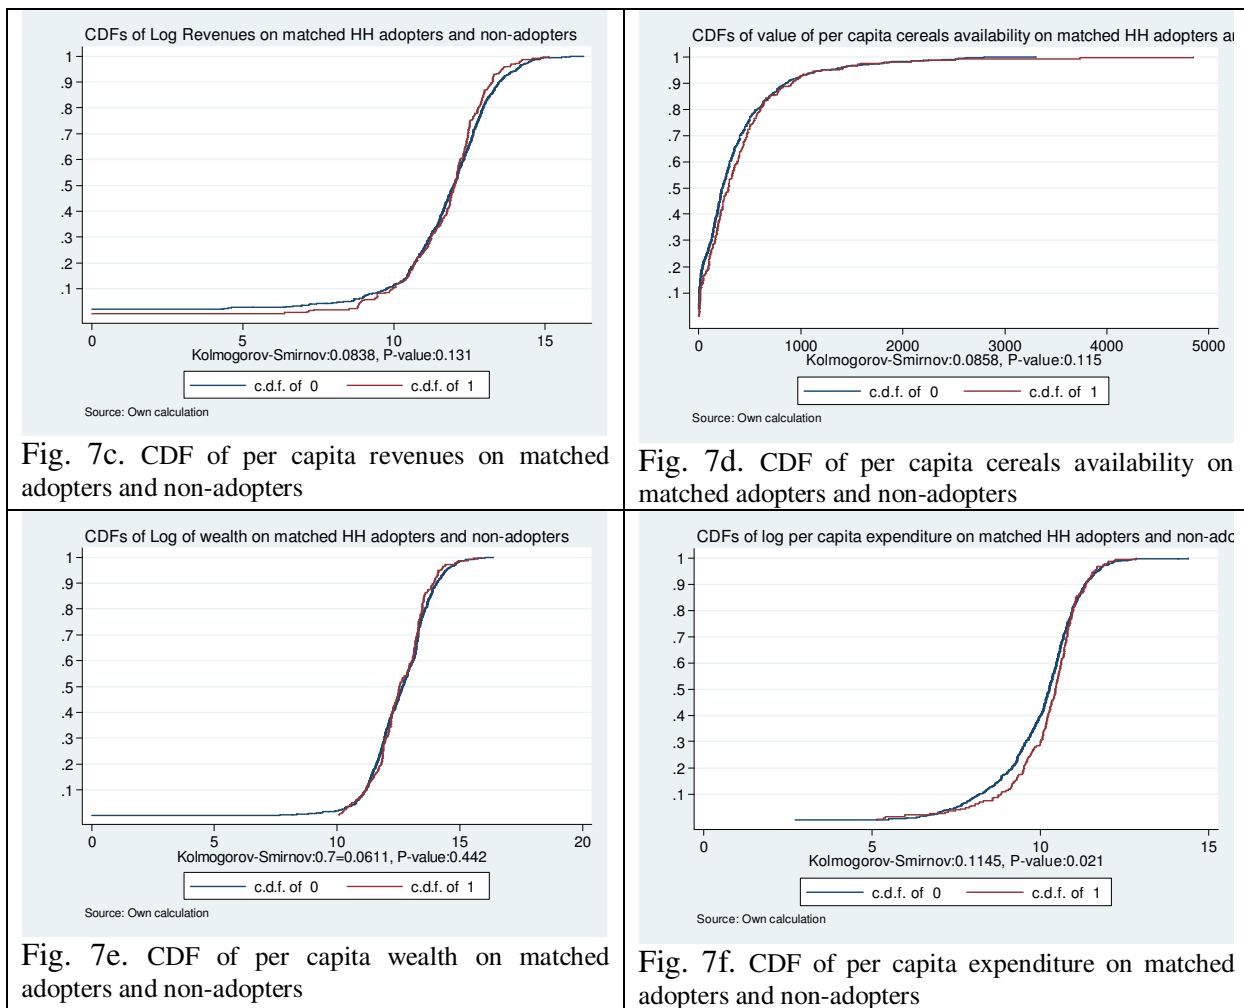 CDFs of Log Revenues on matched HH adopters and non-adopters
1
.9
.8
.7
.6
.5
.4
.3
.2
.1
0 5 10 15
Kolmogorov-Smirnov:0.0838, P-value:0.131
c.d.f. of 0 c.d.f. of 1
Source: Own calculation
Fig. 7c. CDF of per capita revenues on matched
adopters and non-adopters
CDFs of value of per capita cereals availability on matched HH adopters a
1
.9
.8
.7
.6
.5
.4
.3
.2
.1
0 1000 2000 3000 4000 5000
Kolmogorov-Smirnov:0.0858, P-value:0.115
c.d.f. of 0 c.d.f. of 1
Source: Own calculation
Fig. 7d. CDF of per capita cereals availability on
matched adopters and non-adopters
CDFs of Log of wealth on matched HH adopters and non-adopters
1
.9
.8
.7
.6
.5
.4
.3
.2
.1
0 5 10 15 20
Kolmogorov-Smirnov:0.7=0.0611, P-value:0.442
c.d.f. of 0 c.d.f. of 1
Source: Own calculation
Fig. 7e. CDF of per capita wealth on matched
adopters and non-adopters
CDFs of log per capita expenditure on matched HH adopters and non-ado
1
.9
.8
.7
.6
.5
.4
.3
.2
.1
0 5 10 15
Kolmogorov-Smirnov:0.1145, P-value:0.021
c.d.f. of 0 c.d.f. of 1
Source: Own calculation
Fig. 7f. CDF of per capita expenditure on matched
adopters and non-adopters